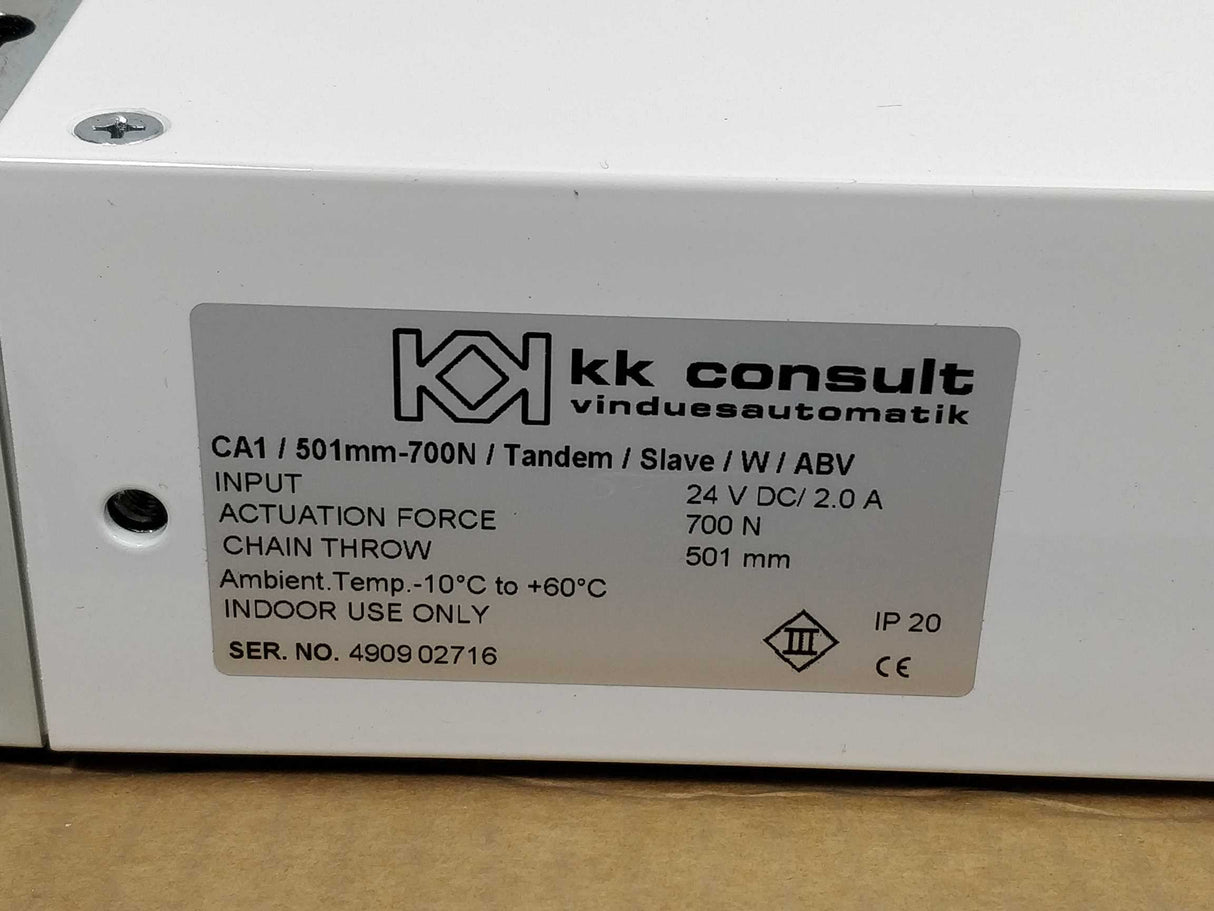 kk consult
vinduesautomatik
CA1 / 501mm-700N / Tandem / Slave / W / ABV
INPUT 24 V DC/ 2.0 A
ACTUATION FORCE 700 N
CHAIN THROW 501 mm
Ambient.Temp.-10°C to +60°C
INDOOR USE ONLY
III IP 20
SER. NO. 4909 02716 CE